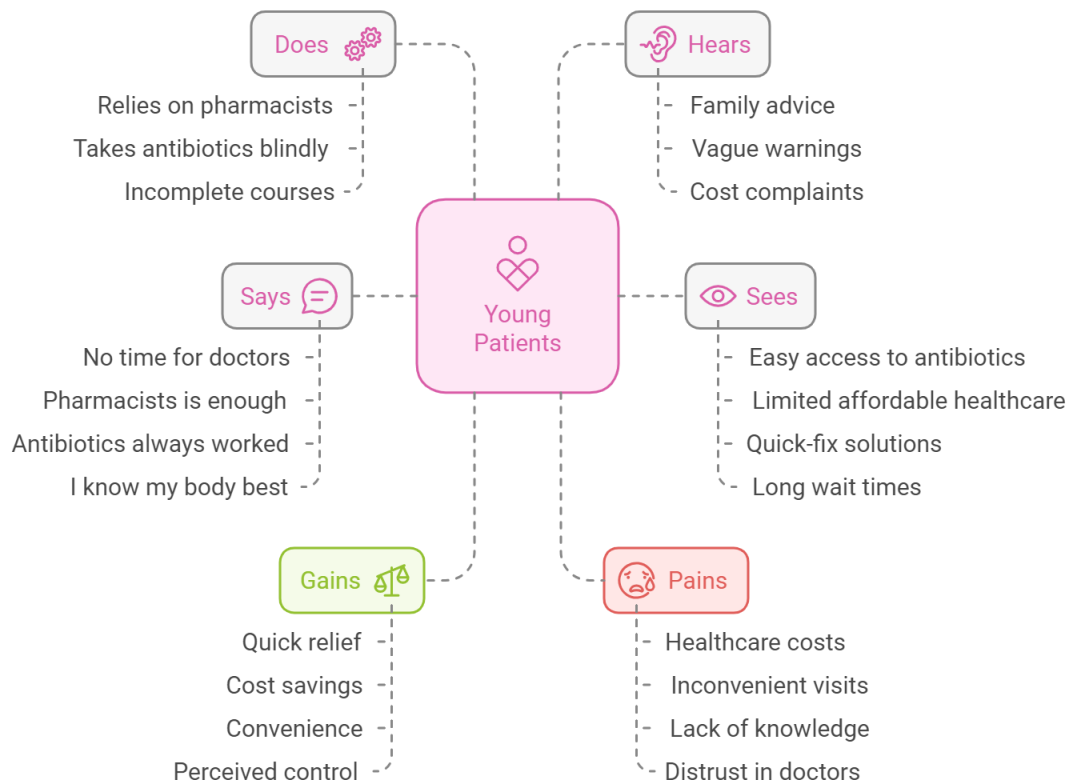 Does
Relies on pharmacists
Takes antibiotics blindly
Incomplete courses
Hears
Family advice
Vague warnings
Cost complaints
Young
Patients
Says
No time for doctors
Pharmacists is enough
Antibiotics always worked
I know my body best
Sees
Easy access to antibiotics
Limited affordable healthcare
Quick-fix solutions
Long wait times
Gains
Quick relief
Cost savings
Convenience
Perceived control
Pains
Healthcare costs
Inconvenient visits
Lack of knowledge
Distrust in doctors